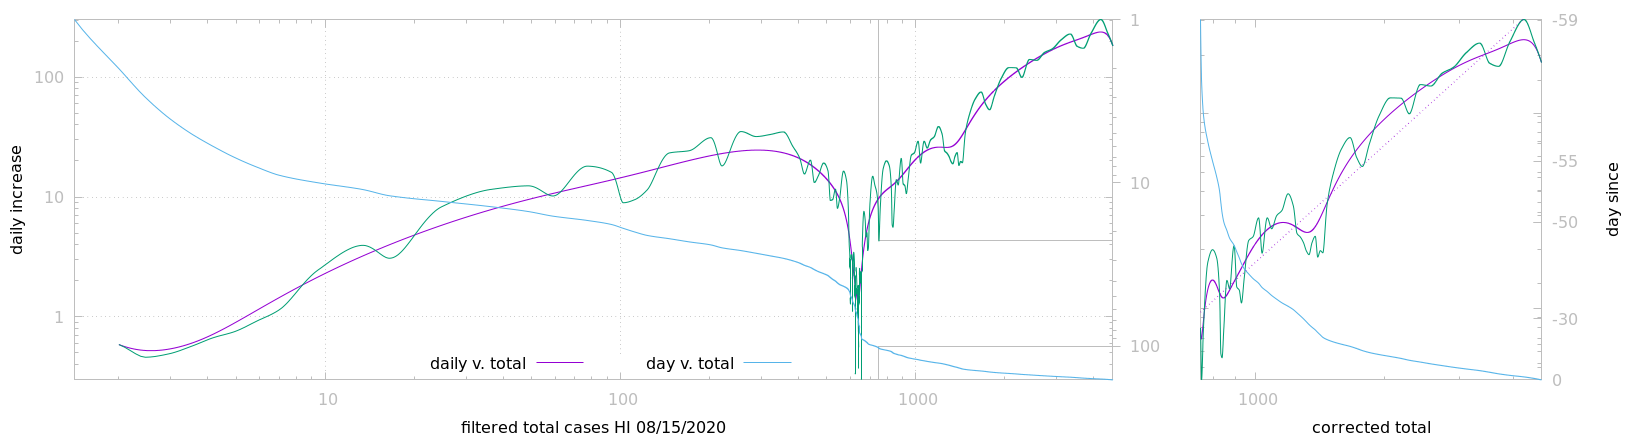 daily increase
100
10
1
daily v. total
day v. total
10
100
1000
filtered total cases HI 08/15/2020
1
10
100
1000
corrected total
-59
-55
-50
-30
0
day since